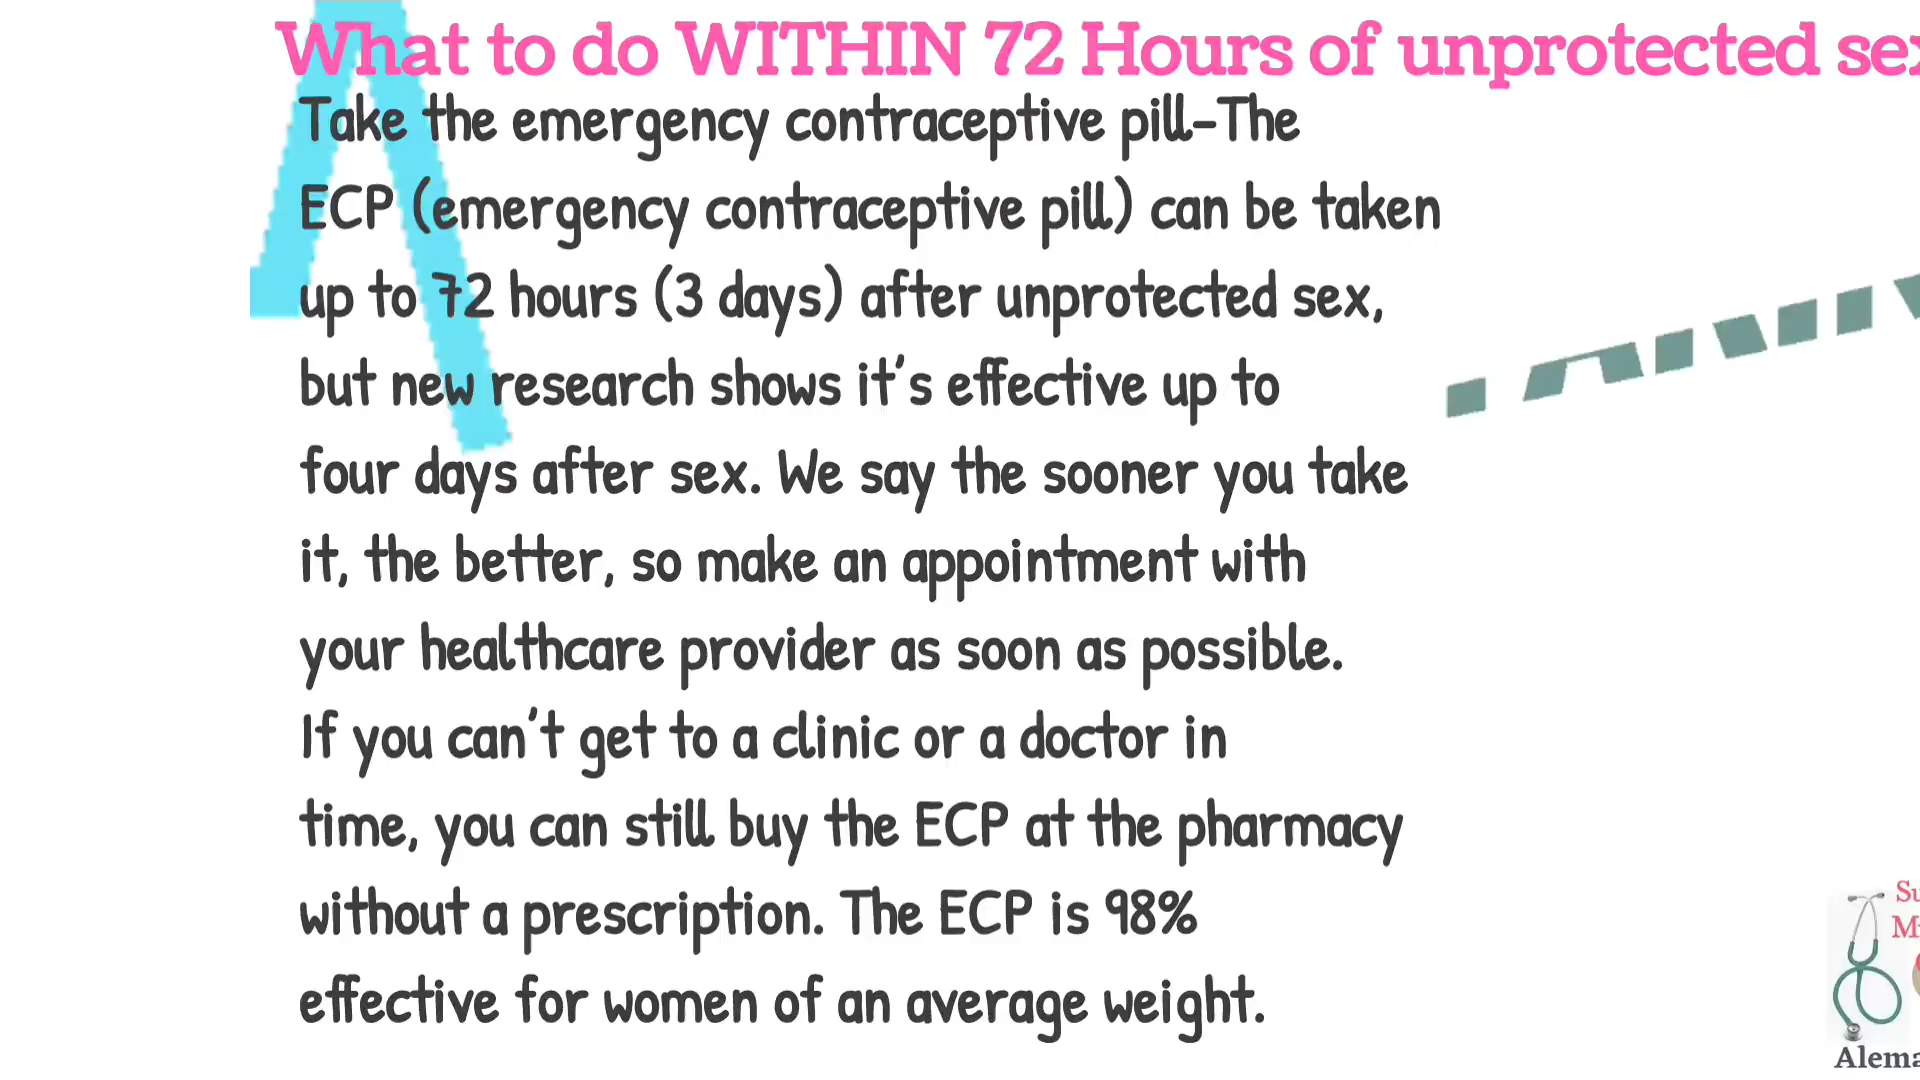 What to do WITHIN 72 Hours of unprotected
Take the emergency contraceptive pill-The
ECP (emergency contraceptive pill) can be taken
up to 72 hours (3 days) after unprotected sex,
but new research shows it's effective up to
four days after sex. We say the sooner you take
it, the better, so make an appointment with
your healthcare provider as soon as possible.
If you can't get to a clinic or a doctor in
time, you can still buy the ECP at the pharmacy
without a prescription. The ECP is 98%
effective for women of an average weight.